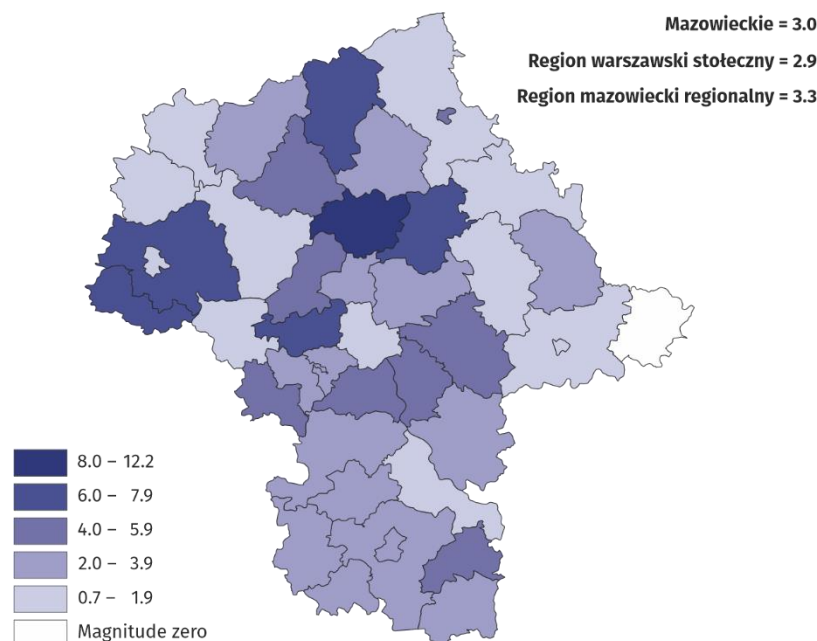 Mazowieckie = 3.0
Region warszawski stołeczny = 2.9
Region mazowiecki regionalny = 3.3
8.0 – 12.2
6.0 – 7.9
4.0 – 5.9
2.0 – 3.9
0.7 – 1.9
Magnitude zero